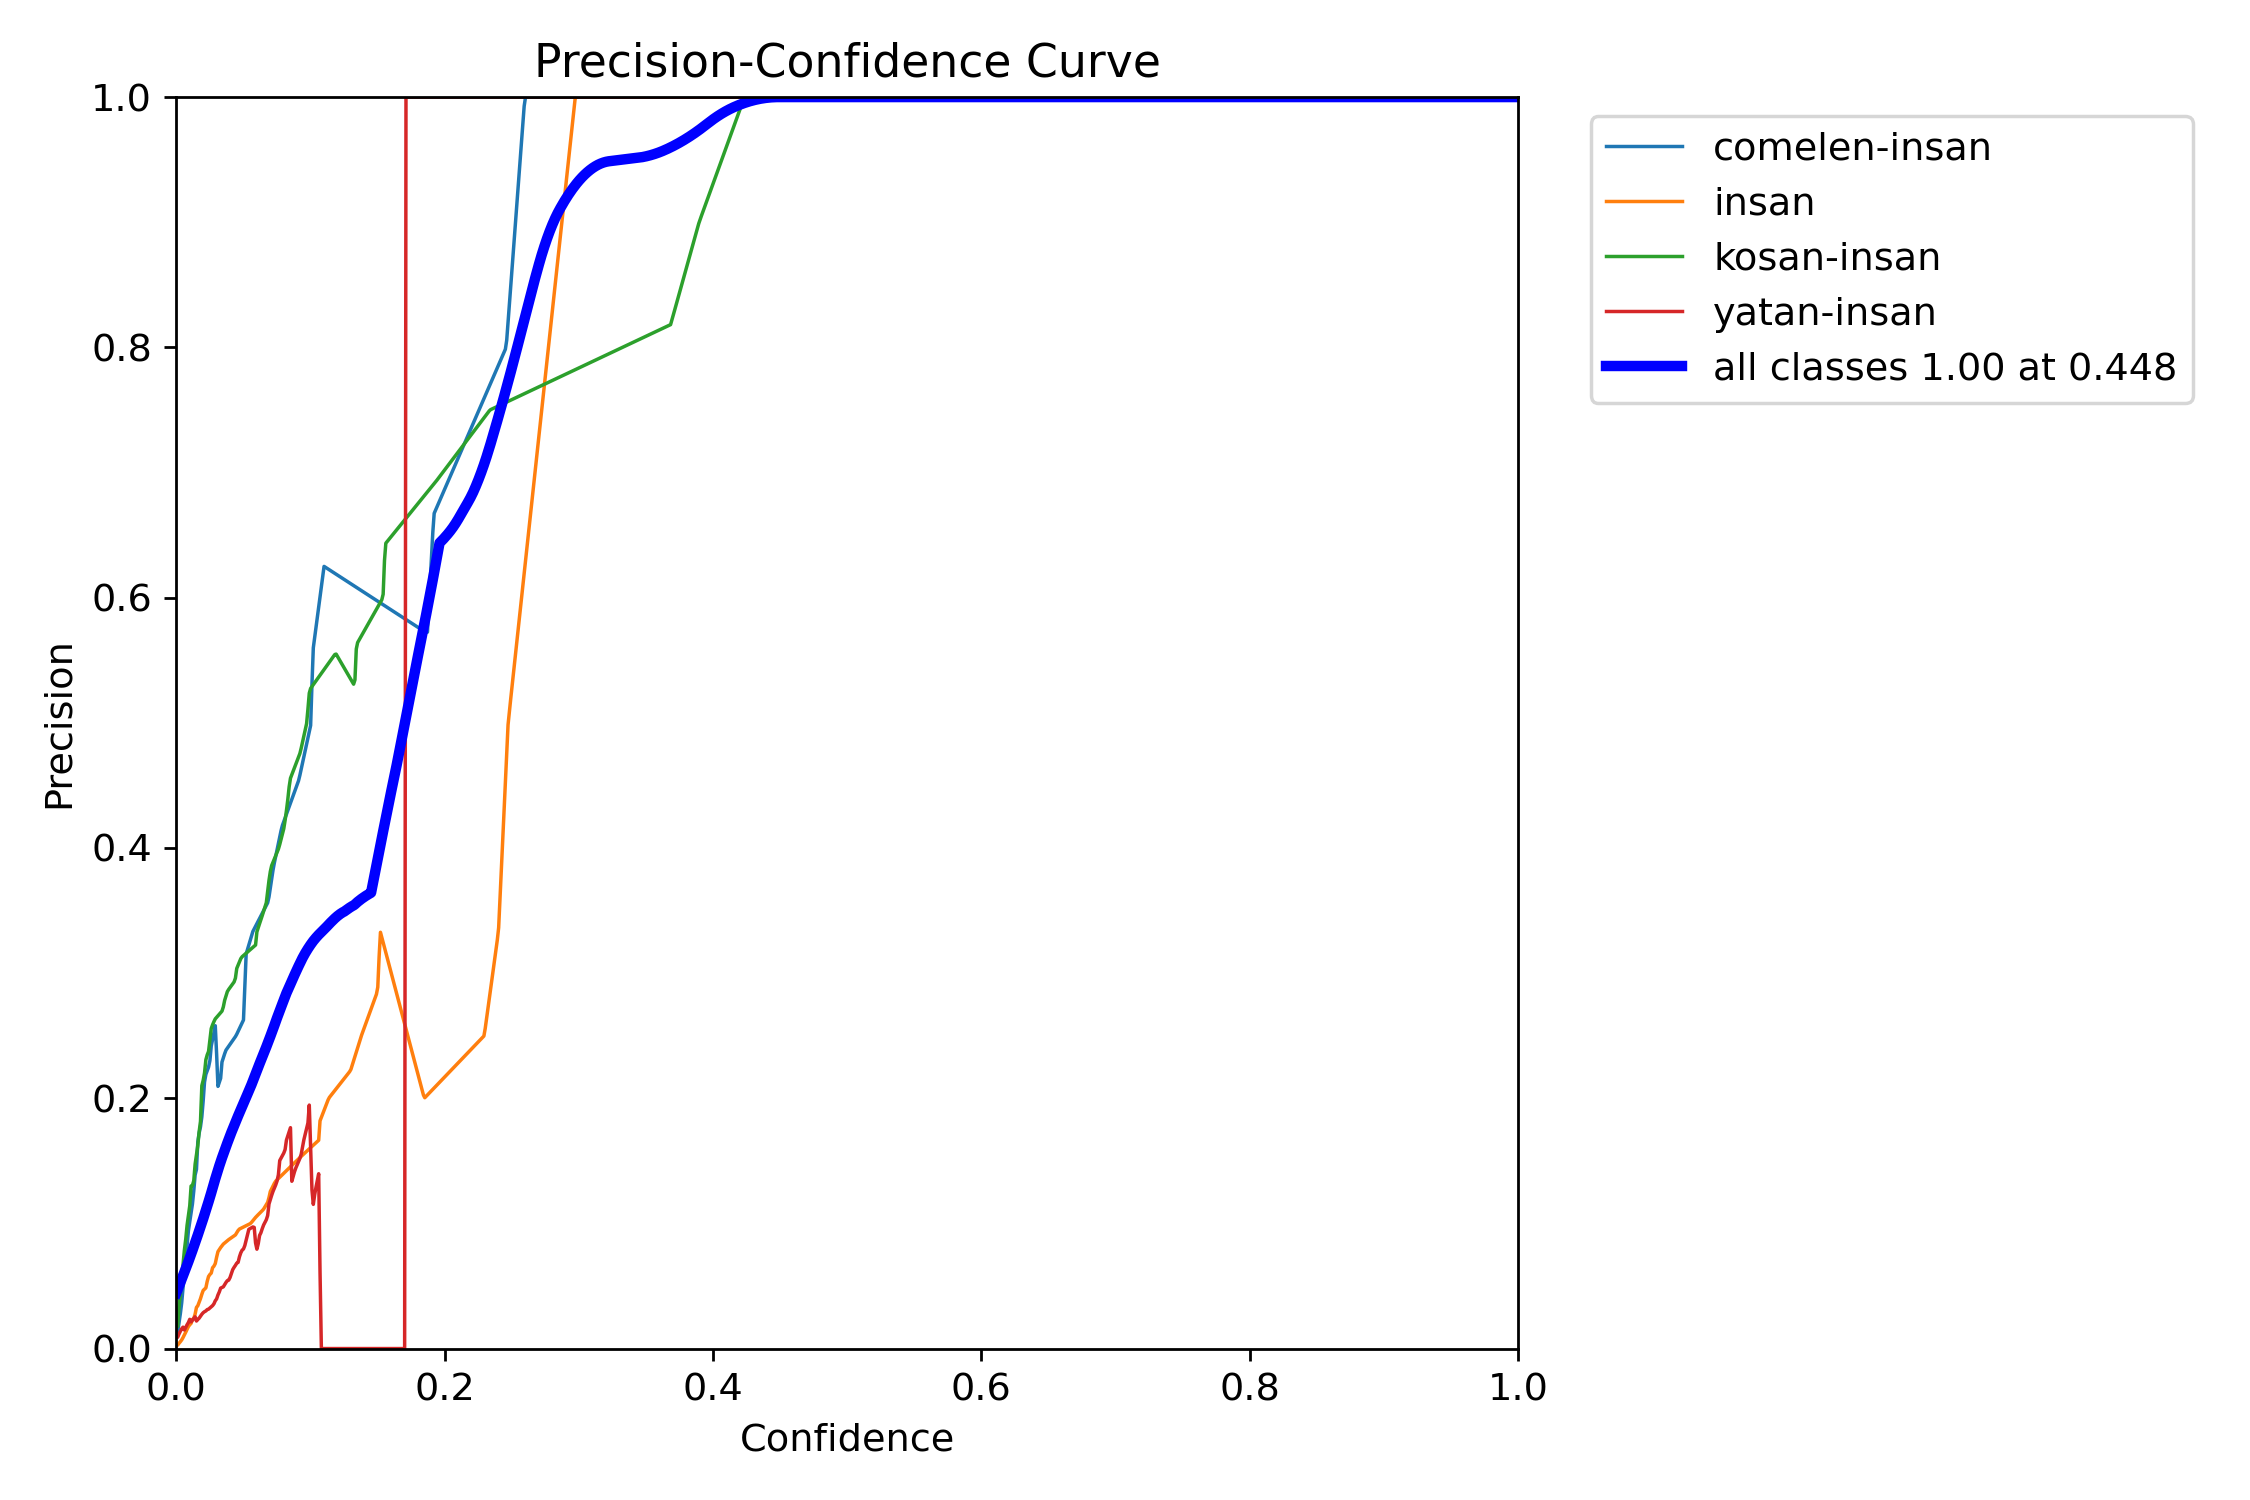 Precision-Confidence Curve
1.0
0.8
0.6
0.4
0.2
0.0
Precision
0.0 0.2 0.4 0.6 0.8 1.0
Confidence
comelen-insan
insan
kosan-insan
yatan-insan
all classes 1.00 at 0.448